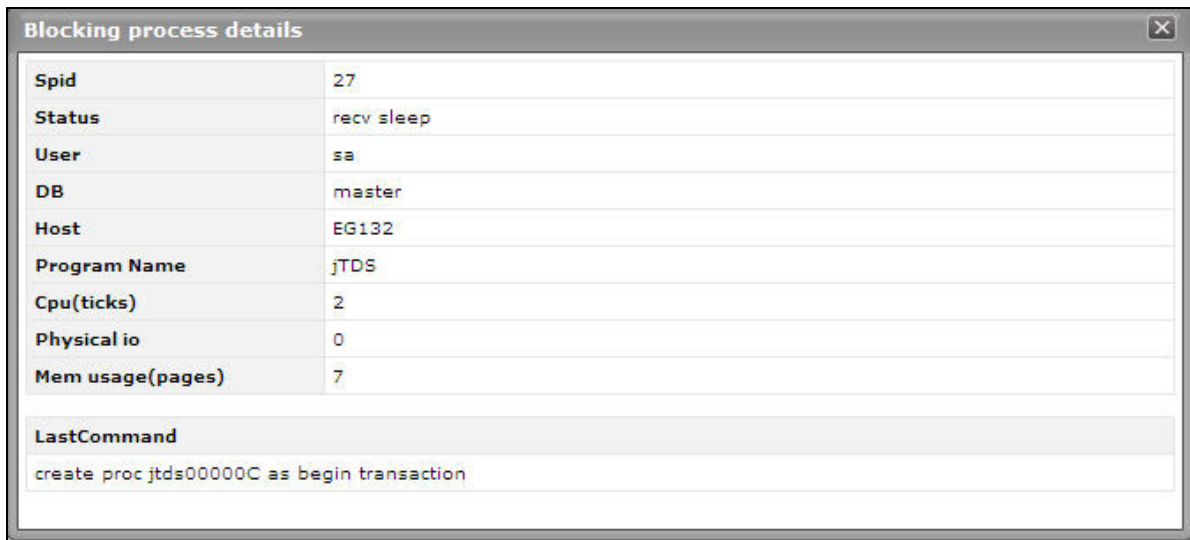 Blocking process details
Spid 27
Status recv sleep
User sa
DB master
Host EG132
Program Name jTDS
Cpu(ticks) 2
Physical io 0
Mem usage(pages) 7
LastCommand
create proc jtds00000C as begin transaction